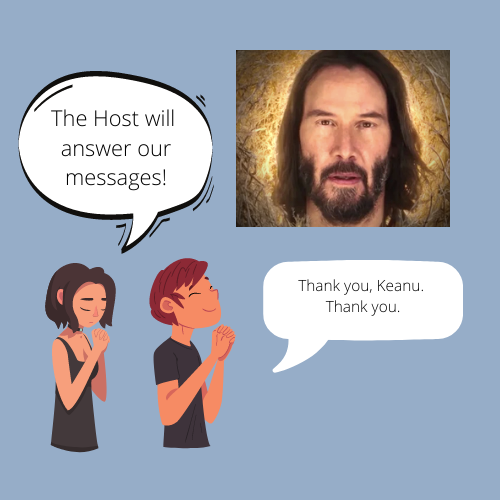 The Host will
answer our
messages!
Thank you, Keanu.
Thank you.